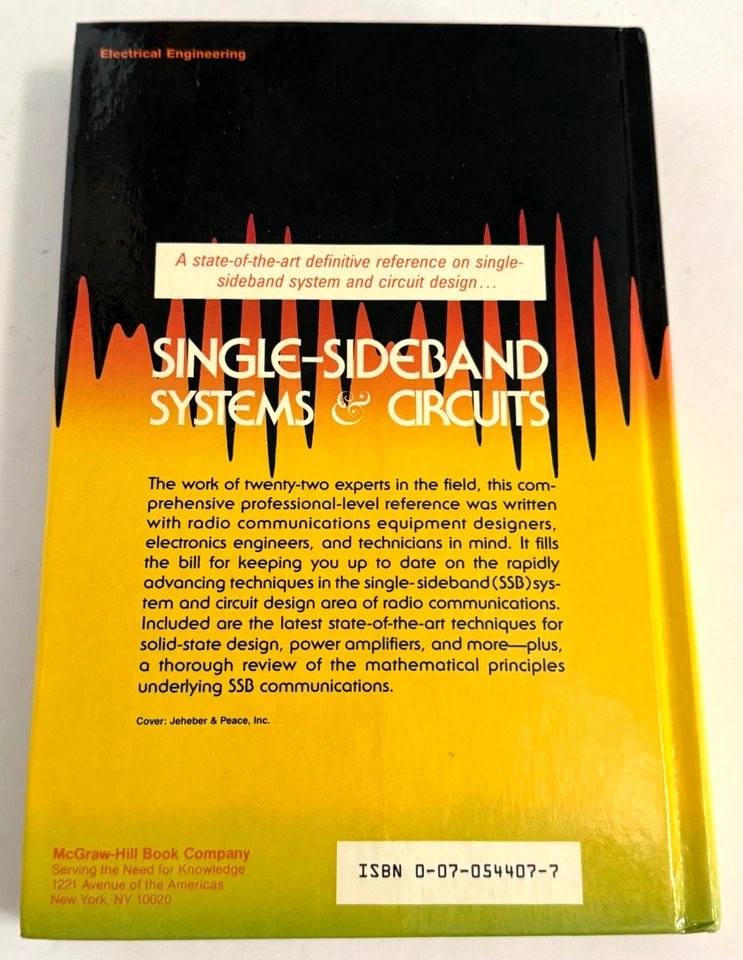 Electrical Engineering
A state-of-the-art definitive reference on single-
sideband system and circuit design...
SINGLE-SIDEBAND
SYSTEMS & CIRCUITS
The work of twenty-two experts in the field, this com-
prehensive professional-level reference was written
with radio communications equipment designers,
electronics engineers, and technicians in mind. It fills
the bill for keeping you up to date on the rapidly
advancing techniques in the single-sideband (SSB) sys-
tem and circuit design area of radio communications.
Included are the latest state-of-the-art techniques for
solid-state design, power amplifiers, and more—plus,
a thorough review of the mathematical principles
underlying SSB communications.
Cover: Jeheber & Peace, Inc.
McGraw-Hill Book Company
Serving the Need for Knowledge
1221 Avenue of the Americas
New York, NY 10020
ISBN 0-07-054407-7